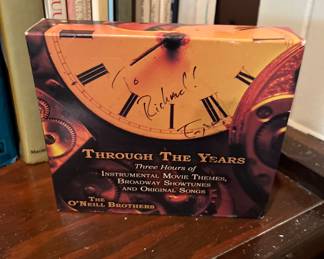 To
Richard!
THROUGH THE YEARS
Three Hours of
INSTRUMENTAL MOVIE THEMES,
BROADWAY SHOWTUNES
AND ORIGINAL SONGS
THE
O'NEILL BROTHERS